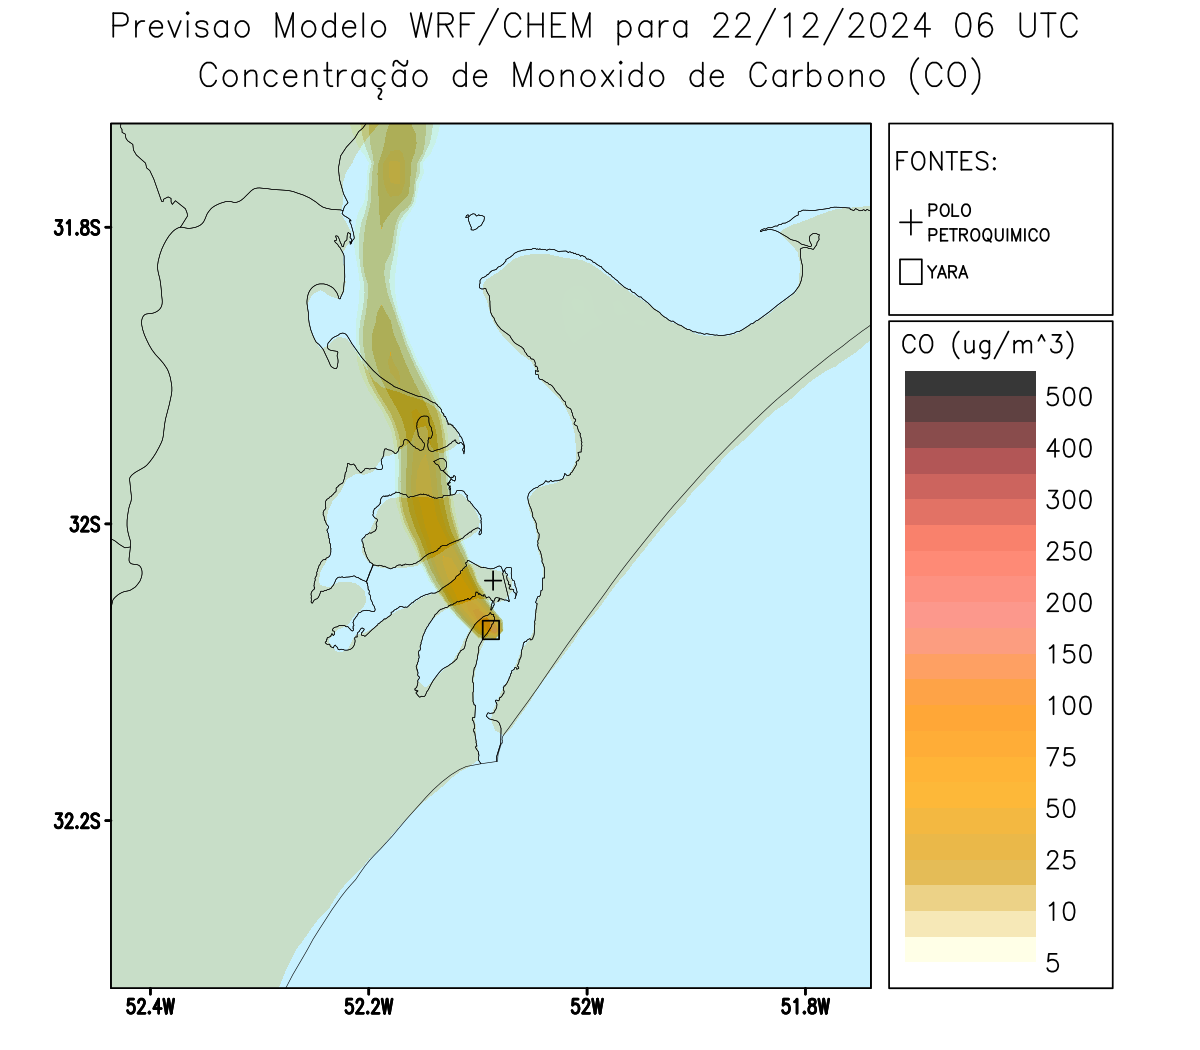 Previsao Modelo WRF/CHEM para 22/12/2024 06 UTC
Concentração de Monoxido de Carbono (CO)
FONTES:
POLO
PETROQUIMICO
YARA
CO (ug/m^3)
500
400
300
250
200
150
100
75
50
25
10
5
31.8S
32S
32.2S
52.4W
52.2W
52W
51.8W